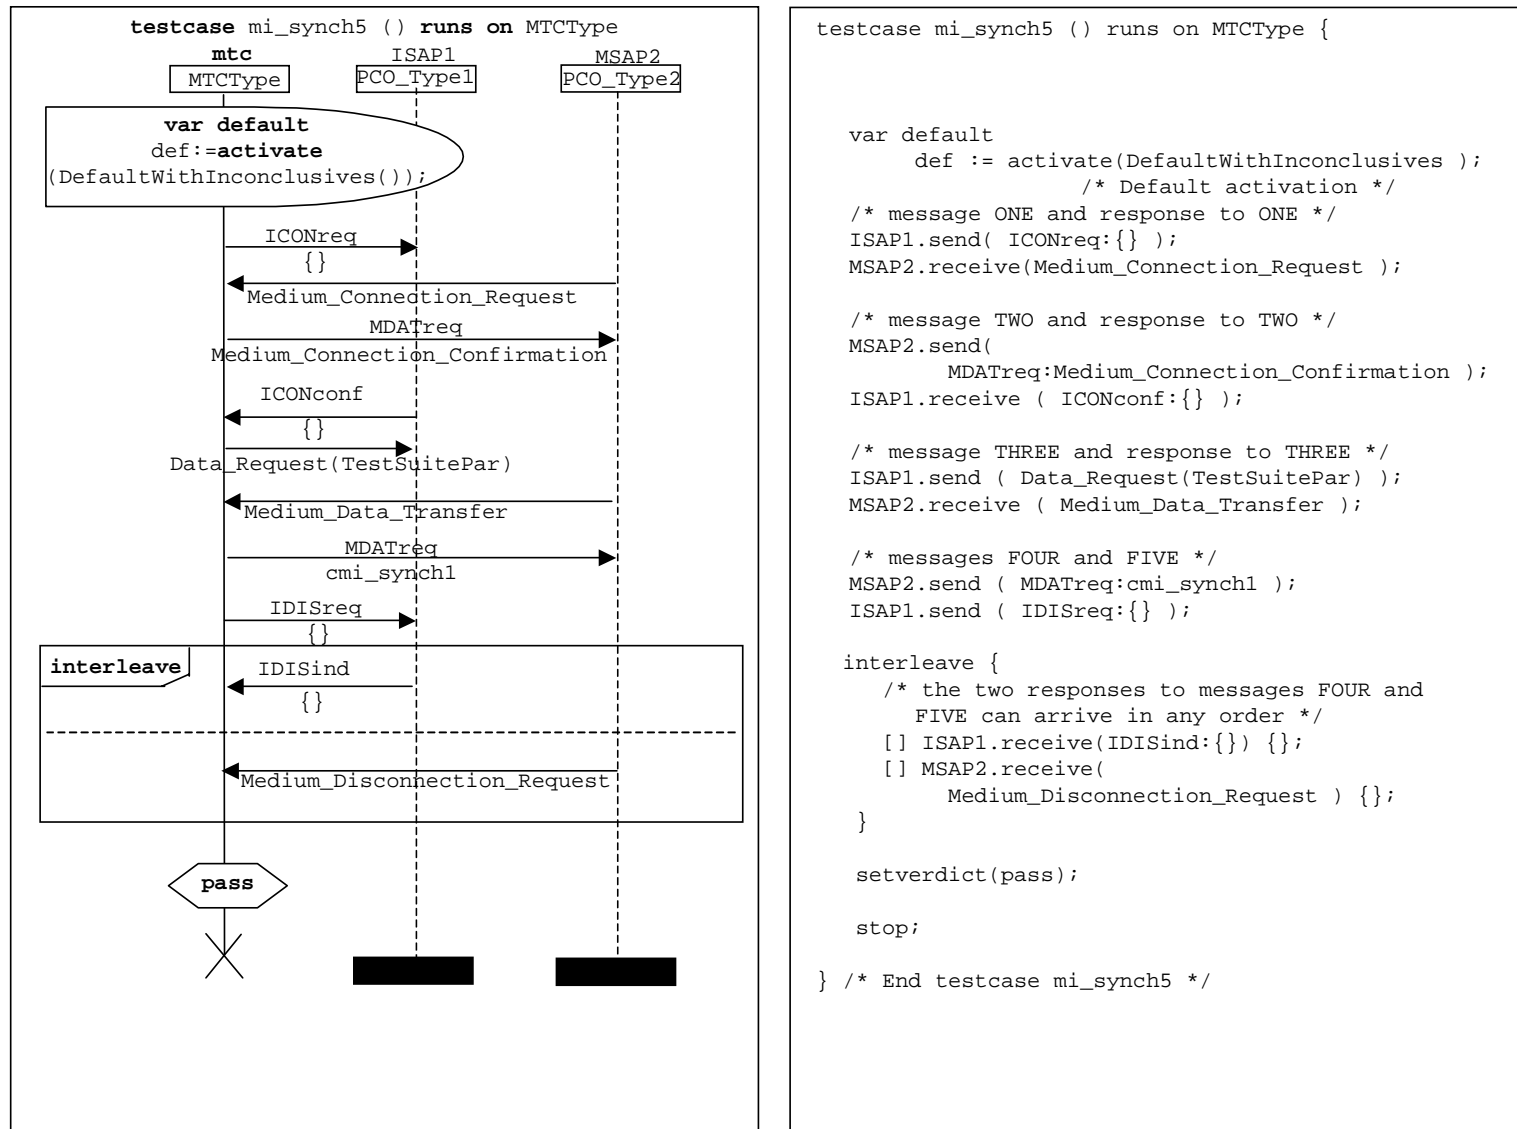 testcase mi_synch5 () runs on MTCType
mtc ISAP1 MSAP2
MTCType PCO_Type1 PCO_Type2
var default
def:=activate
(DefaultWithInconclusives());
ICONreq
{}
Medium_Connection_Request
MDATreq
Medium_Connection_Confirmation
ICONconf
{}
Data_Request(TestSuitePar)
Medium_Data_Transfer
MDATreq
cmi_synch1
IDISreq
{}
interleave
IDISind
{}
Medium_Disconnection_Request
pass
testcase mi_synch5 () runs on MTCType {
var default
def := activate(DefaultWithInconclusives );
/* Default activation */
/* message ONE and response to ONE */
ISAP1.send( ICONreq:{} );
MSAP2.receive(Medium_Connection_Request );
/* message TWO and response to TWO */
MSAP2.send(
MDATreq:Medium_Connection_Confirmation );
ISAP1.receive ( ICONconf:{} );
/* message THREE and response to THREE */
ISAP1.send ( Data_Request(TestSuitePar) );
MSAP2.receive ( Medium_Data_Transfer );
/* messages FOUR and FIVE */
MSAP2.send ( MDATreq:cmi_synch1 );
ISAP1.send ( IDISreq:{} );
interleave {
/* the two responses to messages FOUR and
FIVE can arrive in any order */
[] ISAP1.receive(IDISind:{}) {};
[] MSAP2.receive(
Medium_Disconnection_Request ) {};
}
setverdict(pass);
stop;
} /* End testcase mi_synch5 */